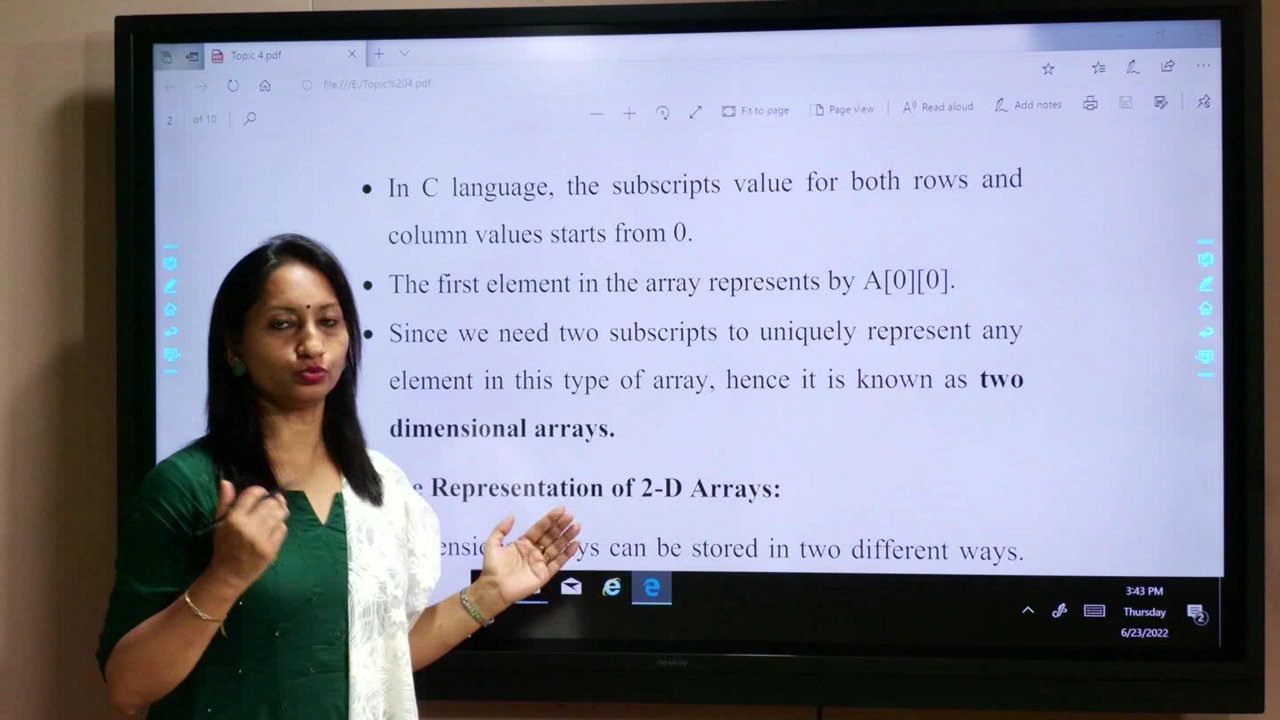 Topic 4.pdf
file:///E:/Topic%204.pdf
2 of 10
Fit to page
Page view
Read aloud
Add notes
In C language, the subscripts value for both rows and
column values starts from 0.
The first element in the array represents by A[0][0].
Since we need two subscripts to uniquely represent any
element in this type of array, hence it is known as two
dimensional arrays.
Representation of 2-D Arrays:
can be stored in two different ways.
3:43 PM
Thursday
6/23/2022
2